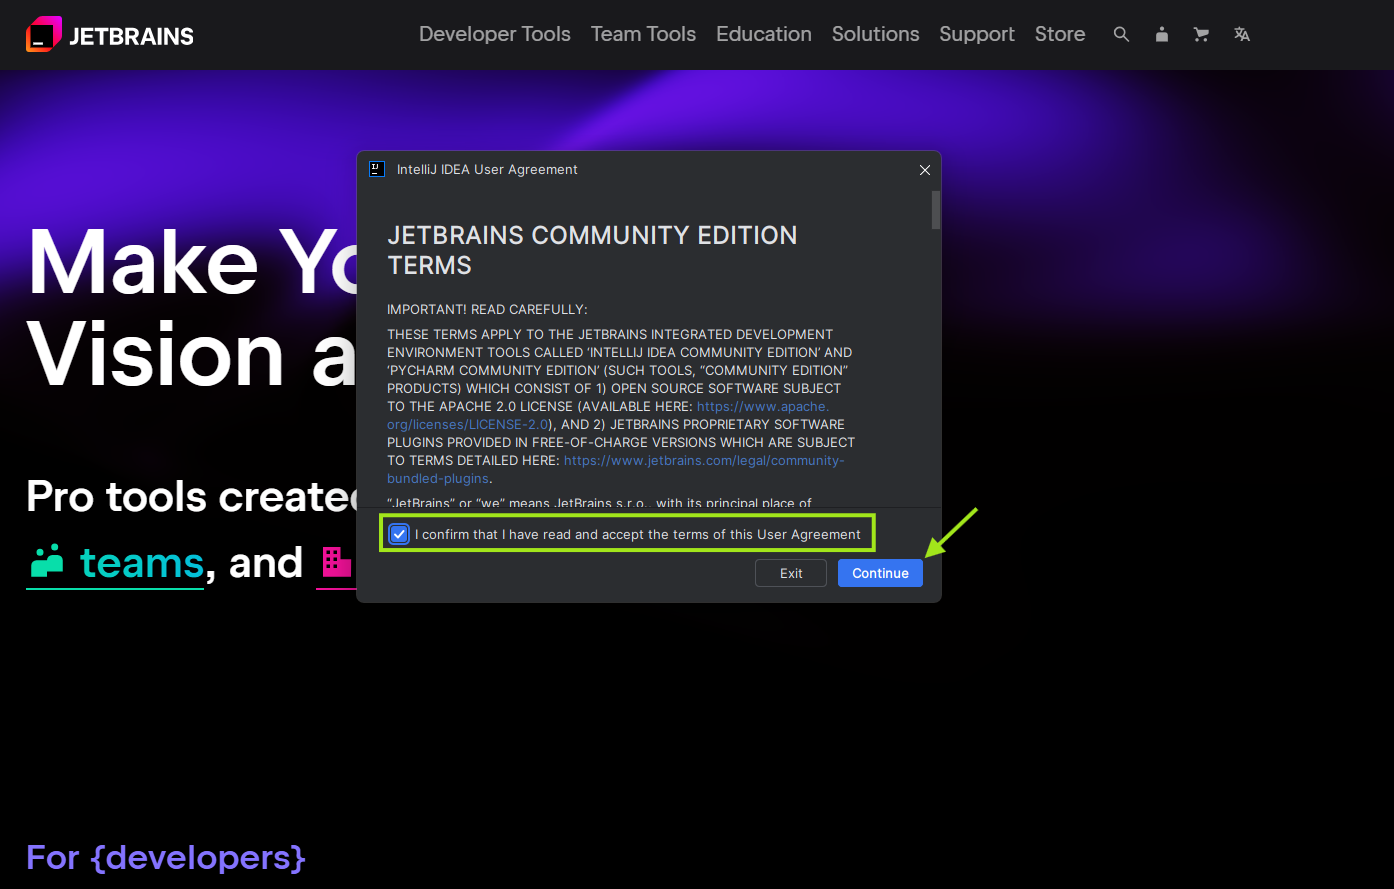 JETBRAINS
Developer Tools Team Tools Education Solutions Support Store
IntelliJ IDEA User Agreement
JETBRAINS COMMUNITY EDITION
TERMS
IMPORTANT! READ CAREFULLY:
THESE TERMS APPLY TO THE JETBRAINS INTEGRATED DEVELOPMENT
ENVIRONMENT TOOLS CALLED ‘INTELLIJ IDEA COMMUNITY EDITION’ AND
‘PYCHARM COMMUNITY EDITION’ (SUCH TOOLS, “COMMUNITY EDITION”
PRODUCTS) WHICH CONSIST OF 1) OPEN SOURCE SOFTWARE SUBJECT
TO THE APACHE 2.0 LICENSE (AVAILABLE HERE: https://www.apache.
org/licenses/LICENSE-2.0), AND 2) JETBRAINS PROPRIETARY SOFTWARE
PLUGINS PROVIDED IN FREE-OF-CHARGE VERSIONS WHICH ARE SUBJECT
TO TERMS DETAILED HERE: https://www.jetbrains.com/legal/community-
bundled-plugins.
“JetBrains” or “we” means JetBrains s.r.o., with its principal place of
I confirm that I have read and accept the terms of this User Agreement
Exit Continue
Make Yo
Vision a
Pro tools created
teams, and
For {developers}